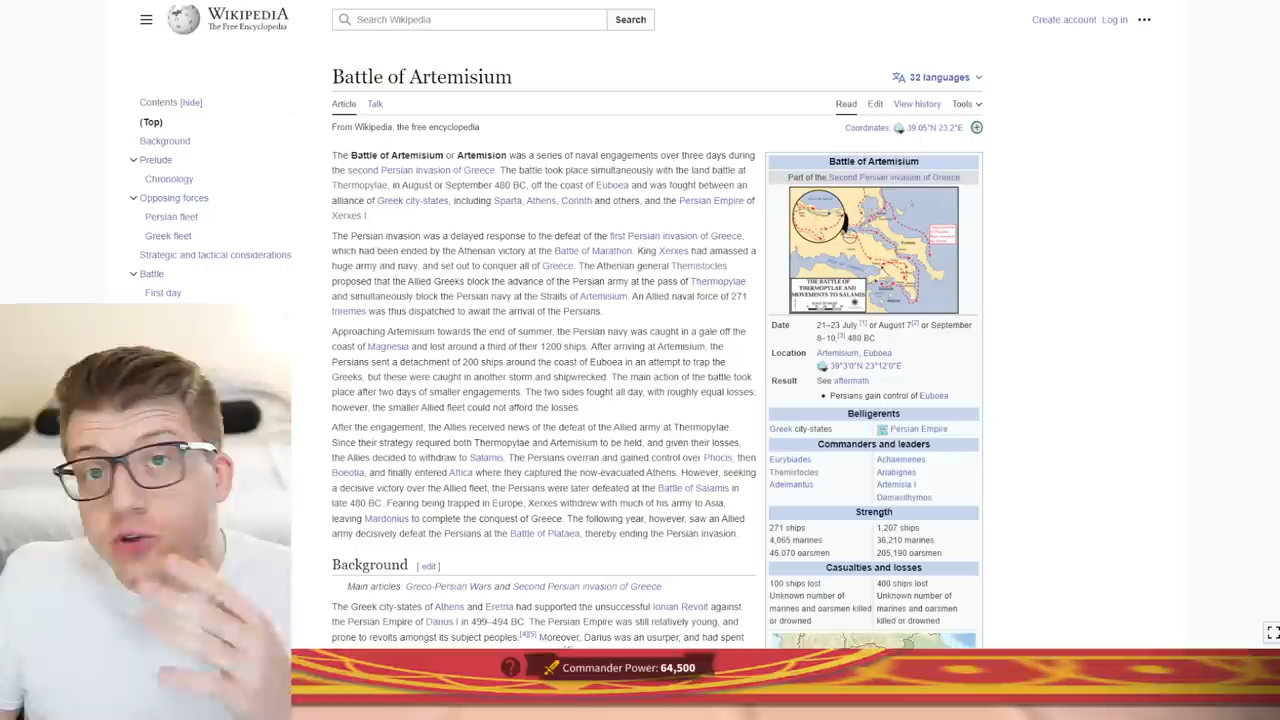 WIKIPEDIA
The Free Encyclopedia
Search Wikipedia
Search
Create account Log in
Battle of Artemisium
32 languages
Contents [hide]
(Top)
Background
Prelude
Chronology
Opposing forces
Persian fleet
Greek fleet
Strategic and tactical considerations
Battle
First day
Article Talk
Read Edit View history Tools
From Wikipedia, the free encyclopedia
Coordinates: 39.05°N 23.2°E
The Battle of Artemisium or Artemision was a series of naval engagements over three days during
the second Persian invasion of Greece. The battle took place simultaneously with the land battle at
Thermopylae, in August or September 480 BC, off the coast of Euboea and was fought between an
alliance of Greek city-states, including Sparta, Athens, Corinth and others, and the Persian Empire of
Xerxes I.
The Persian invasion was a delayed response to the defeat of the first Persian invasion of Greece,
which had been ended by the Athenian victory at the Battle of Marathon. King Xerxes had amassed a
huge army and navy, and set out to conquer all of Greece. The Athenian general Themistocles
proposed that the Allied Greeks block the advance of the Persian army at the pass of Thermopylae
and simultaneously block the Persian navy at the Straits of Artemisium. An Allied naval force of 271
triremes was thus dispatched to await the arrival of the Persians.
Approaching Artemisium towards the end of summer, the Persian navy was caught in a gale off the
coast of Magnesia and lost around a third of their 1200 ships. After arriving at Artemisium, the
Persians sent a detachment of 200 ships around the coast of Euboea in an attempt to trap the
Greeks, but these were caught in another storm and shipwrecked. The main action of the battle took
place after two days of smaller engagements. The two sides fought all day, with roughly equal losses;
however, the smaller Allied fleet could not afford the losses.
After the engagement, the Allies received news of the defeat of the Allied army at Thermopylae.
Since their strategy required both Thermopylae and Artemisium to be held, and given their losses,
the Allies decided to withdraw to Salamis. The Persians overran and gained control over Phocis, then
Boeotia, and finally entered Attica where they captured the now-evacuated Athens. However, seeking
a decisive victory over the Allied fleet, the Persians were later defeated at the Battle of Salamis in
late 480 BC. Fearing being trapped in Europe, Xerxes withdrew with much of his army to Asia,
leaving Mardonius to complete the conquest of Greece. The following year, however, saw an Allied
army decisively defeat the Persians at the Battle of Plataea, thereby ending the Persian invasion.
Background [ edit ]
Main articles: Greco-Persian Wars and Second Persian invasion of Greece
The Greek city-states of Athens and Eretria had supported the unsuccessful Ionian Revolt against
the Persian Empire of Darius I in 499–494 BC. The Persian Empire was still relatively young, and
prone to revolts amongst its subject peoples.[4][5] Moreover, Darius was an usurper, and had spent
Battle of Artemisium
Part of the Second Persian invasion of Greece
THE BATTLE OF
THERMOPYLAE AND
MOVEMENTS TO SALAMIS
Date 21–23 July [1] or August 7[2] or September
8–10,[3] 480 BC
Location Artemisium, Euboea
39°3′0″N 23°12′0″E
Result See aftermath
• Persians gain control of Euboea
Belligerents
Greek city-states Persian Empire
Commanders and leaders
Eurybiades Achaemenes
Themistocles Ariabignes
Adeimantus Artemisia I
Damasithymos
Strength
271 ships 1,207 ships
4,065 marines 36,210 marines
46,070 oarsmen 205,190 oarsmen
Casualties and losses
100 ships lost 400 ships lost
Unknown number of Unknown number of
marines and oarsmen killed marines and oarsmen
or drowned killed or drowned
? Commander Power: 64,500